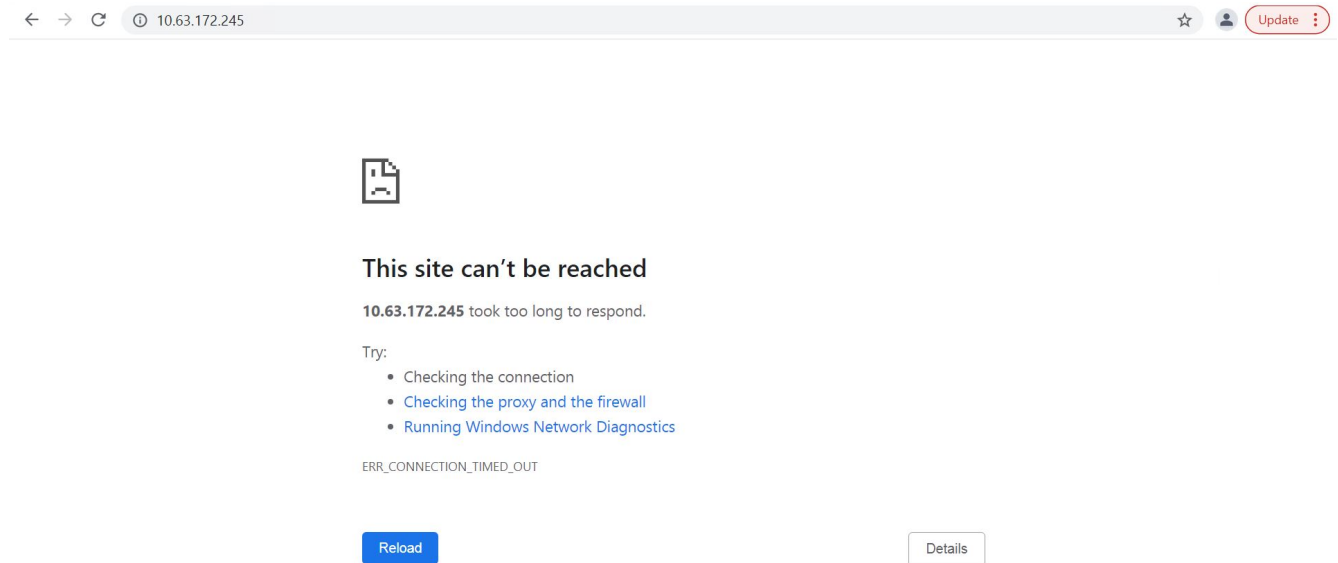 10.63.172.245
Update
This site can’t be reached
10.63.172.245 took too long to respond.
Try:
• Checking the connection
• Checking the proxy and the firewall
• Running Windows Network Diagnostics
ERR_CONNECTION_TIMED_OUT
Reload
Details